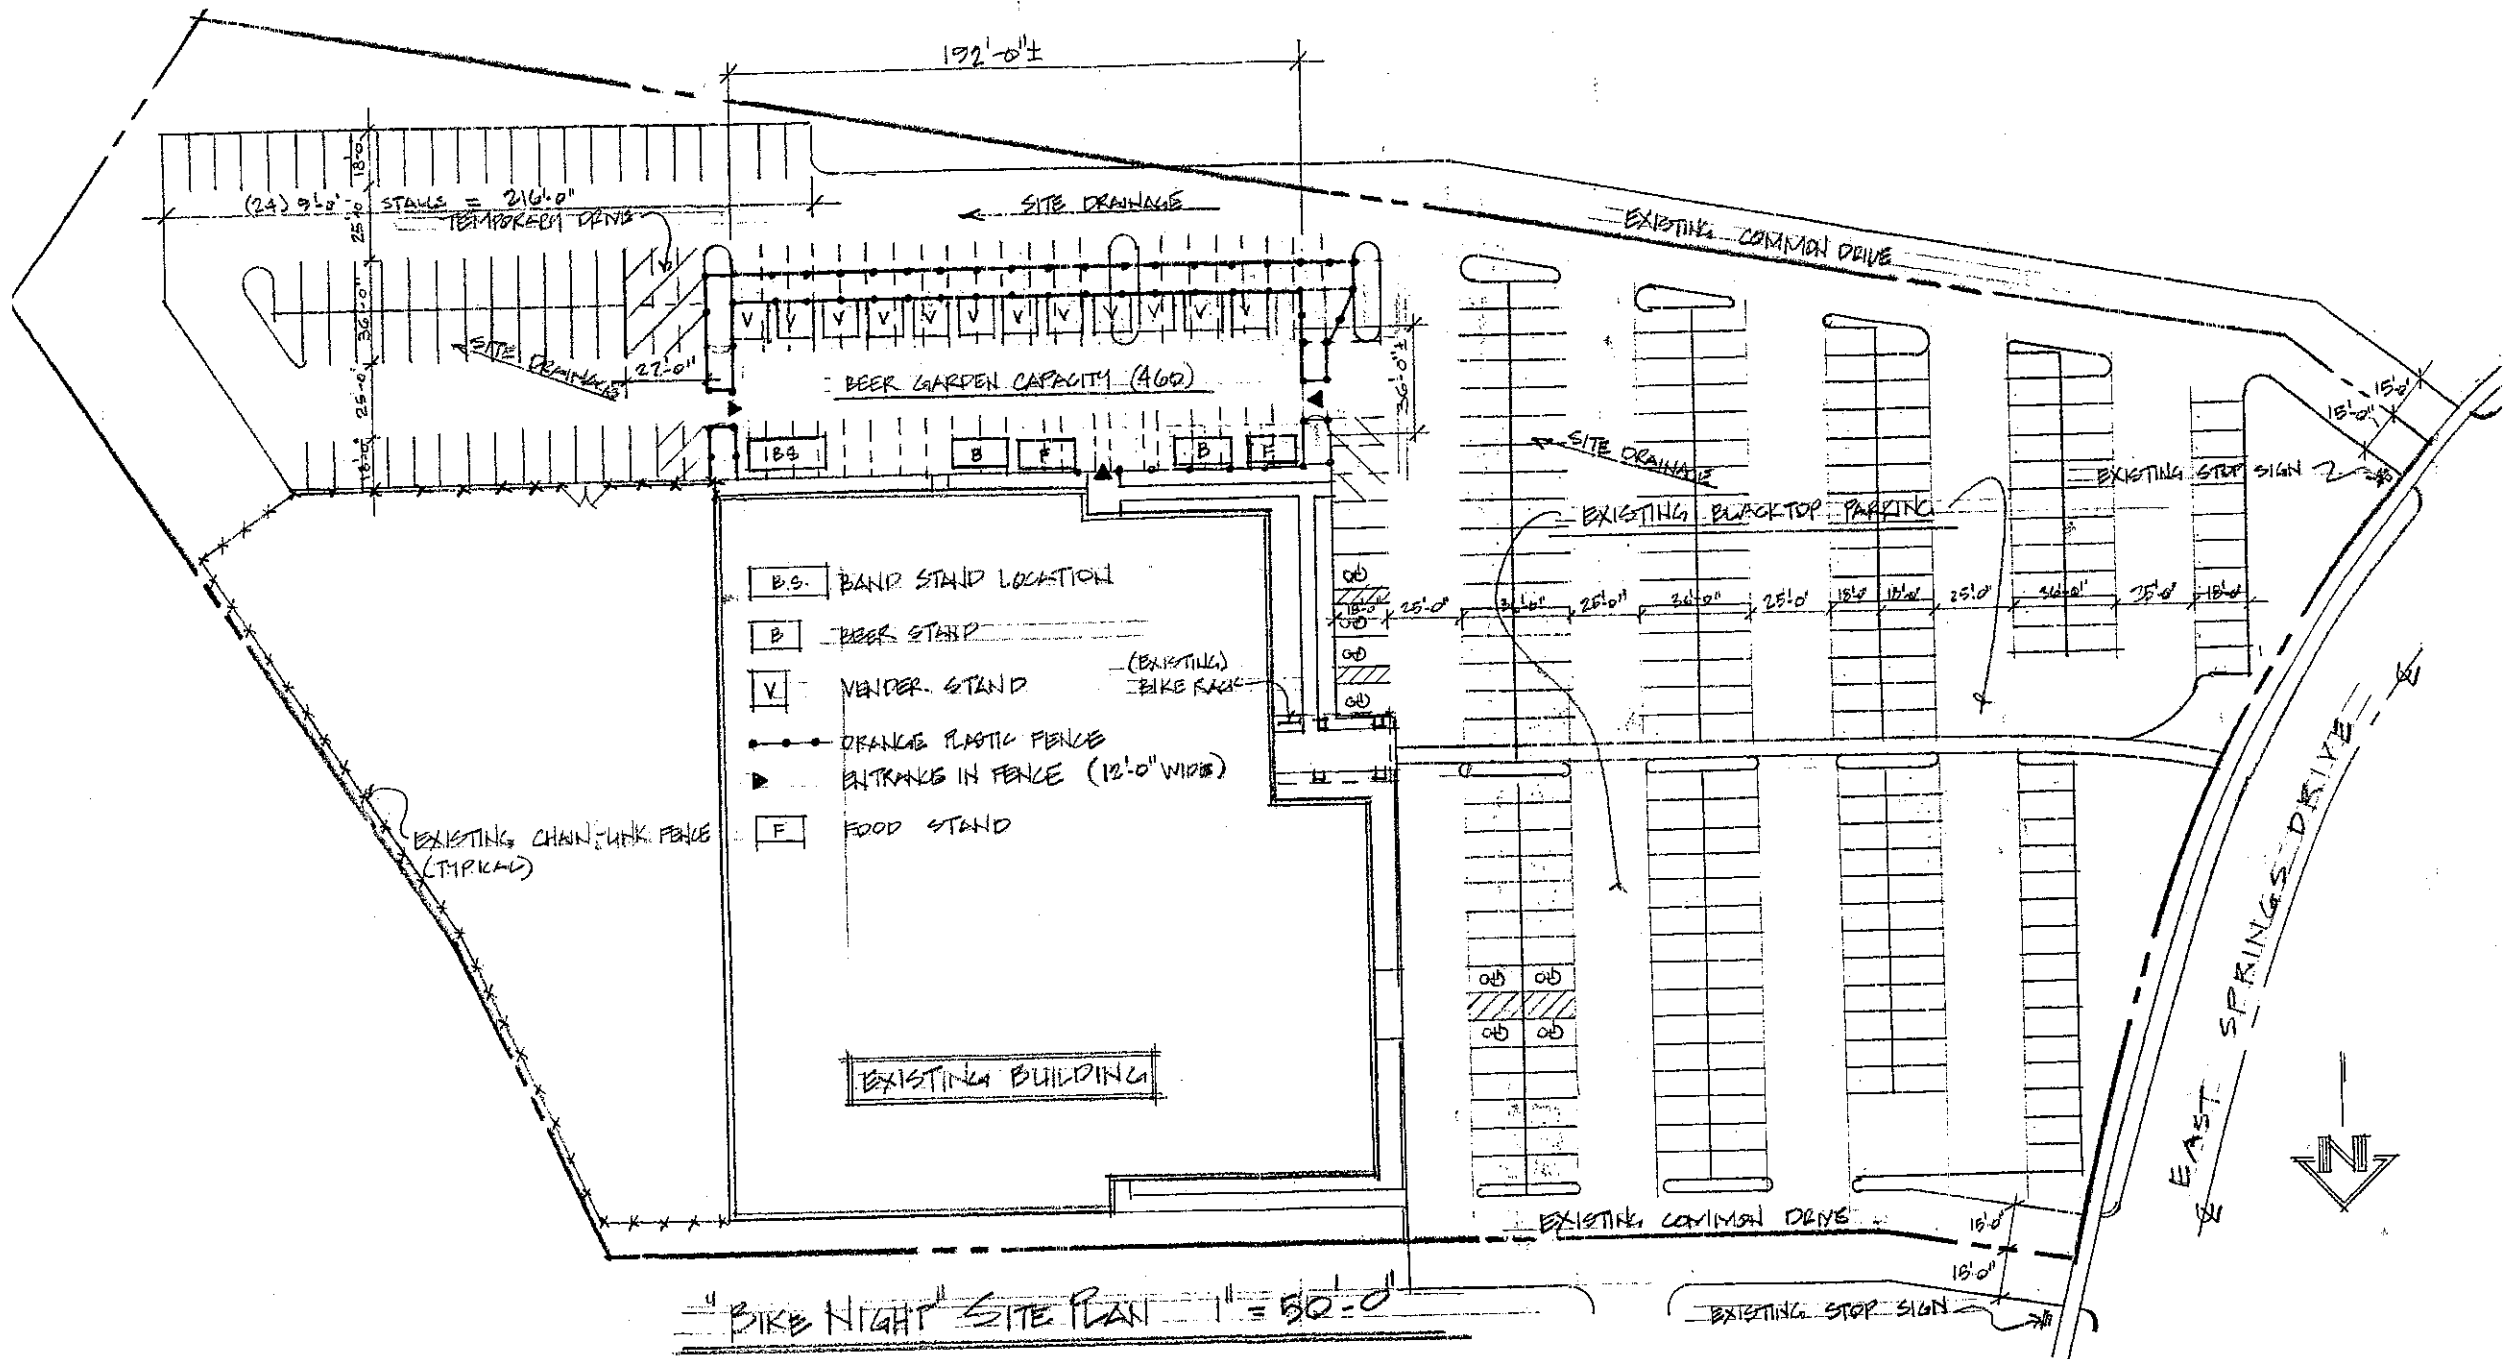 192'-0"±
18'-0"
(24) 9'-0" STALLS = 216'-0"
TEMPORARY DRIVE
SITE DRAINAGE
25'-0"
EXISTING COMMON DRIVE
36'-0"
V V V V V V V V V V V V
SITE DRAINAGE
22'-0"
BEER GARDEN CAPACITY (460)
36'-0"±
15'-0"
15'-0"
25'-0"
18'-0"
B.S. B F B F
SITE DRAINAGE
EXISTING STOP SIGN
EXISTING BLACKTOP PARKING
B.S. BAND STAND LOCATION
18'-0" 25'-0" 36'-0" 25'-0" 36'-0" 25'-0" 18'-0" 18'-0" 25'-0" 36'-0" 25'-0" 18'-0"
B BEER STAND
V VENDER STAND
(EXISTING)
BIKE RACK
ORANGE PLASTIC FENCE
ENTRANCE IN FENCE (12'-0" WIDE)
F FOOD STAND
EXISTING CHAIN-LINK FENCE
(TYPICAL)
EAST SPRINGS DRIVE
EXISTING BUILDING
N
EXISTING COMMON DRIVE
15'-0"
15'-0"
"BIKE NIGHT" SITE PLAN 1" = 50'-0"
EXISTING STOP SIGN